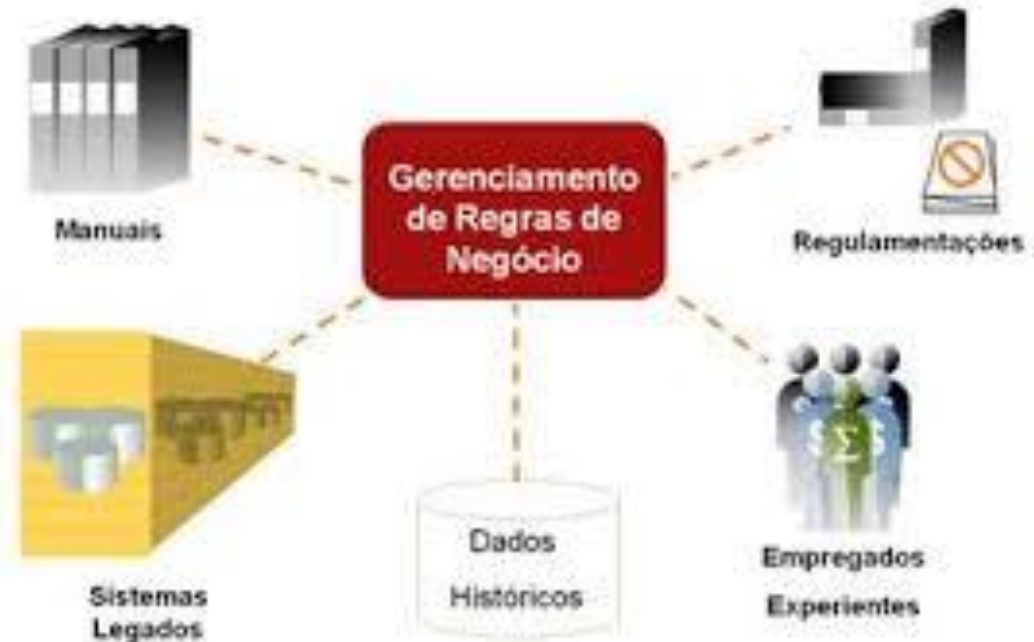 Gerenciamento
de Regras de
Negócio
Manuais
Regulamentações
Sistemas
Legados
Dados
Históricos
Empregados
Experientes
$ Σ $